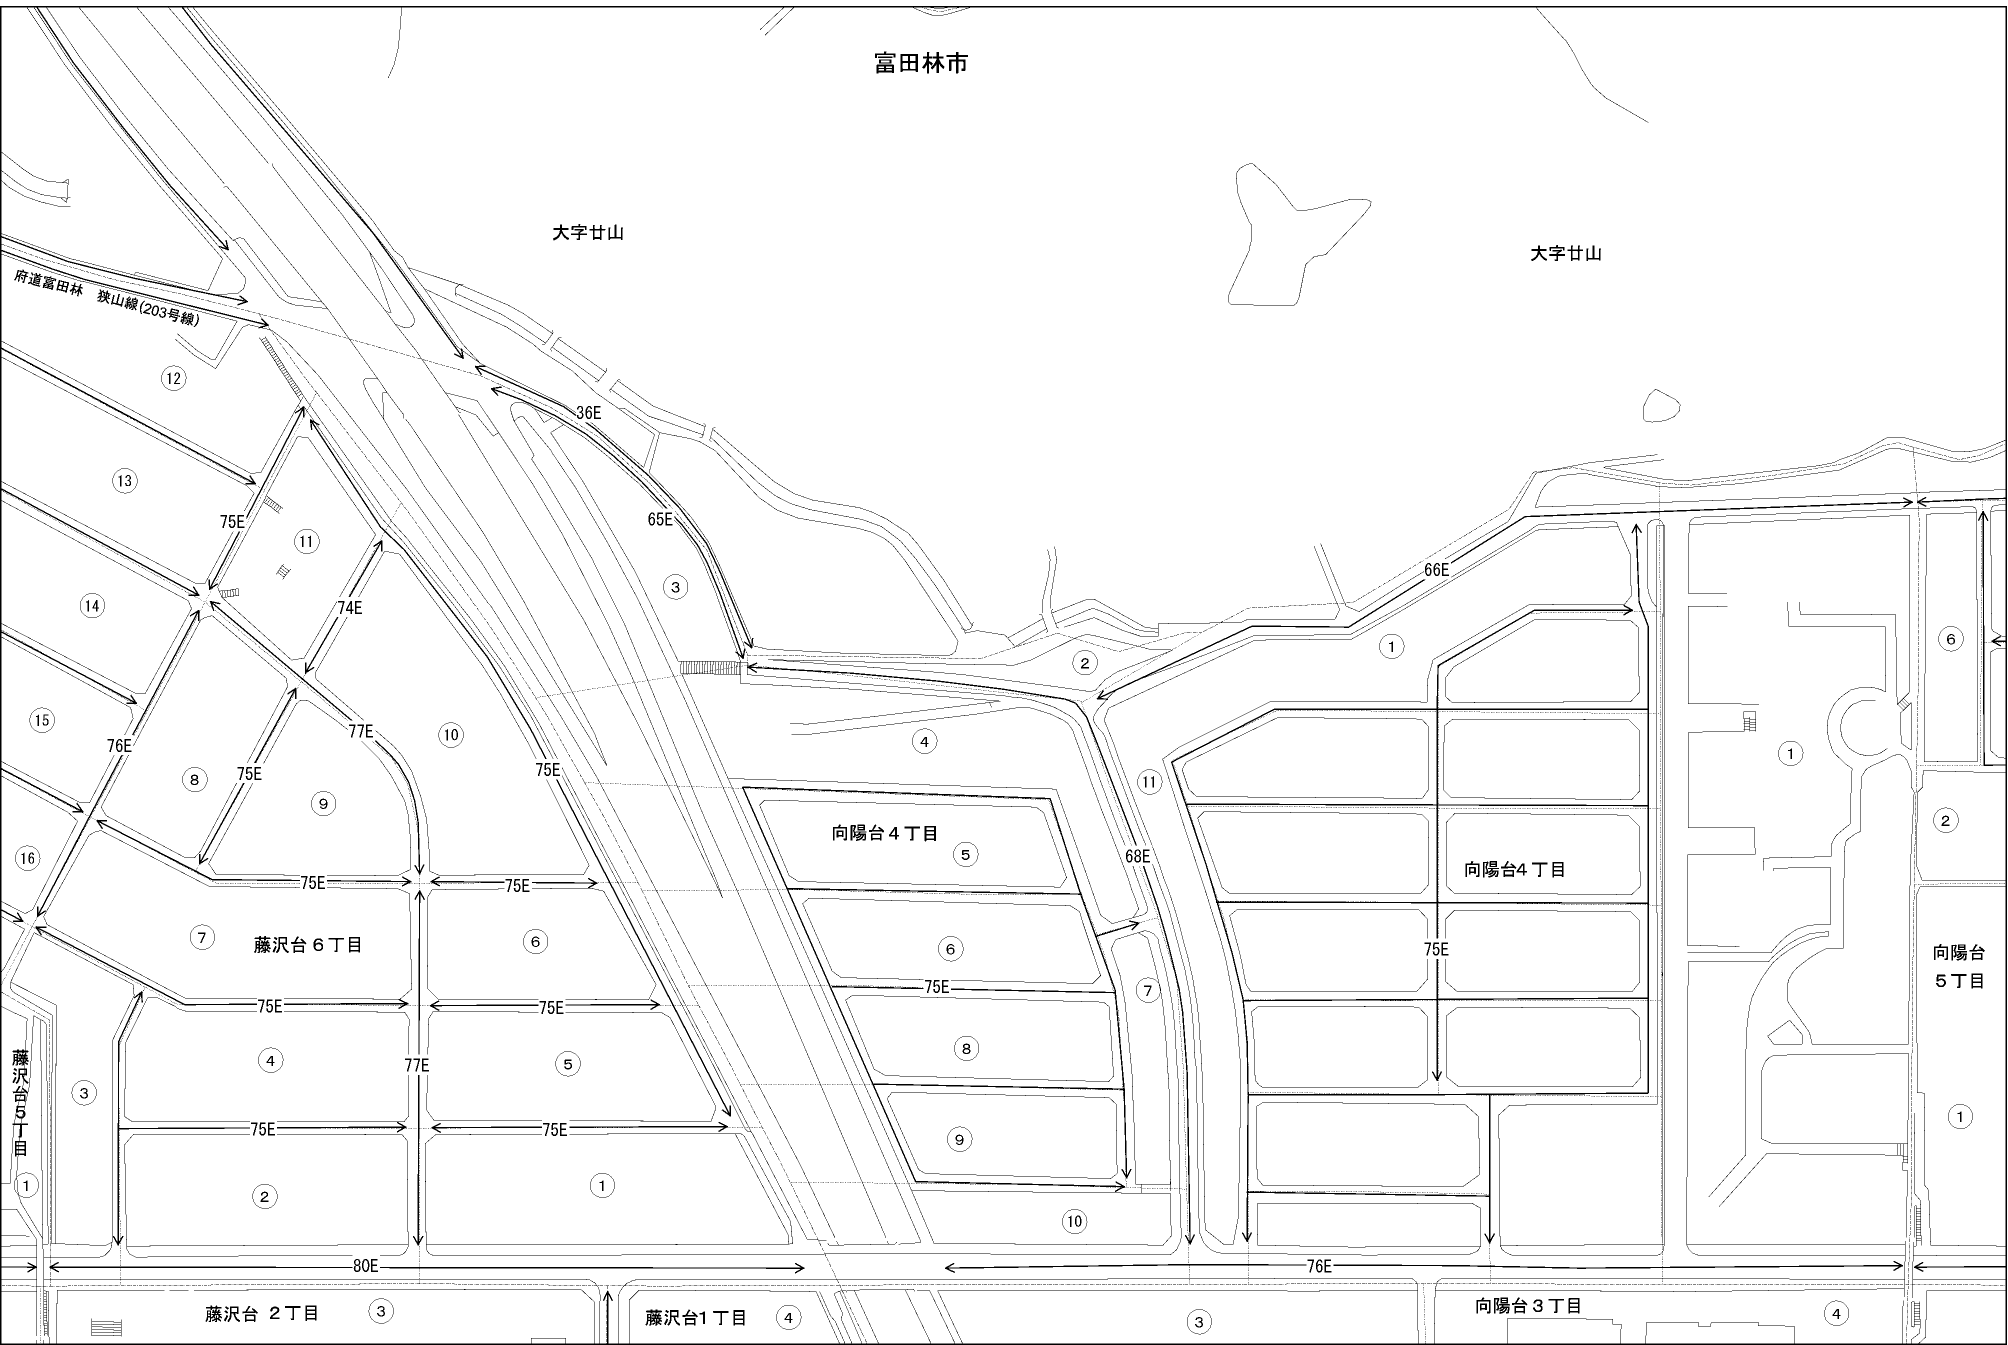 富田林市
大字廿山
大字廿山
府道富田林 狭山線(203号線)
12
36E
13
65E
75E
11
66E
3
14
74E
1
6
2
15
77E
10
4
76E
75E
75E
8
9
11
1
向陽台4丁目
5
2
16
68E
向陽台4丁目
75E
75E
7
藤沢台6丁目
6
6
75E
向陽台
5丁目
75E
7
75E
75E
8
藤沢台5丁目
4
5
77E
3
1
75E
75E
9
1
2
1
10
80E
76E
藤沢台 2丁目
3
藤沢台1丁目
4
3
向陽台3丁目
4